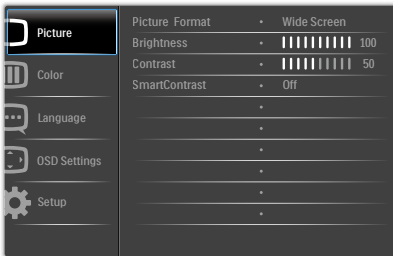 Picture
Color
Language
OSD Settings
Setup
Picture Format • Wide Screen
Brightness • 100
Contrast • 50
SmartContrast • Off
•
•
•
•
•
•